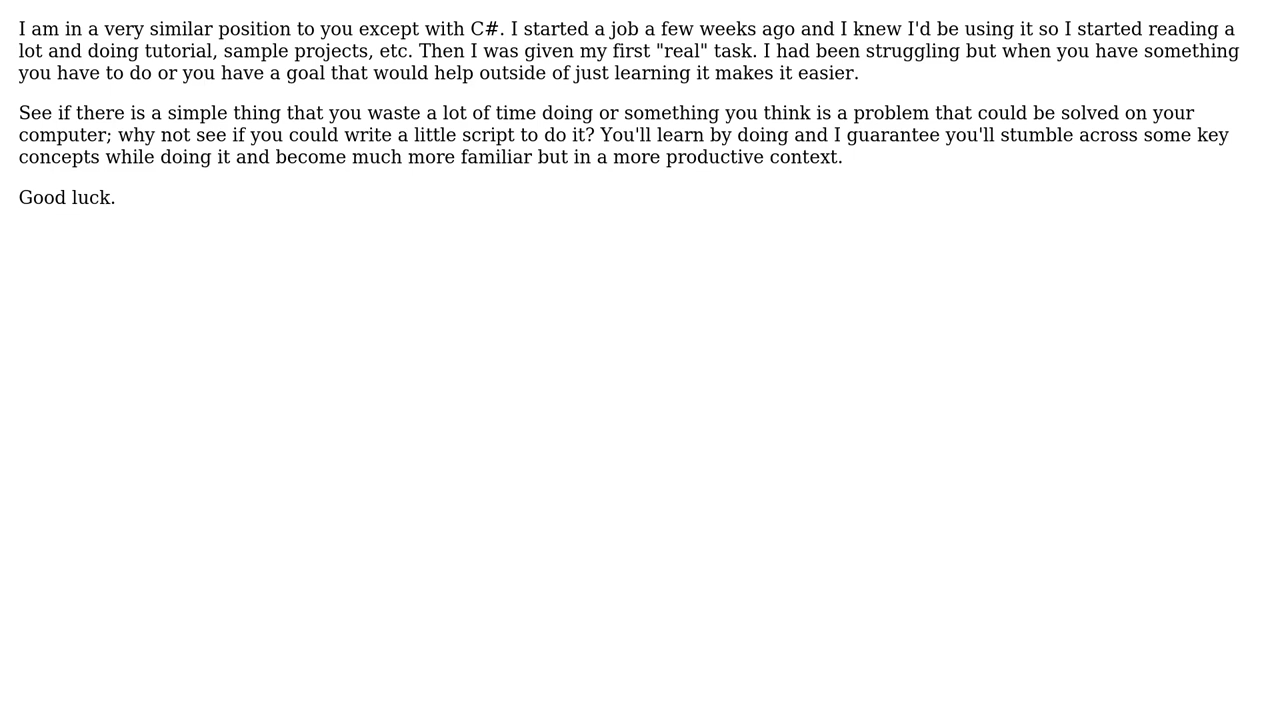 I am in a very similar position to you except with C#. I started a job a few weeks ago and I knew I'd be using it so I started reading a
lot and doing tutorial, sample projects, etc. Then I was given my first "real" task. I had been struggling but when you have something
you have to do or you have a goal that would help outside of just learning it makes it easier.
See if there is a simple thing that you waste a lot of time doing or something you think is a problem that could be solved on your
computer; why not see if you could write a little script to do it? You'll learn by doing and I guarantee you'll stumble across some key
concepts while doing it and become much more familiar but in a more productive context.
Good luck.